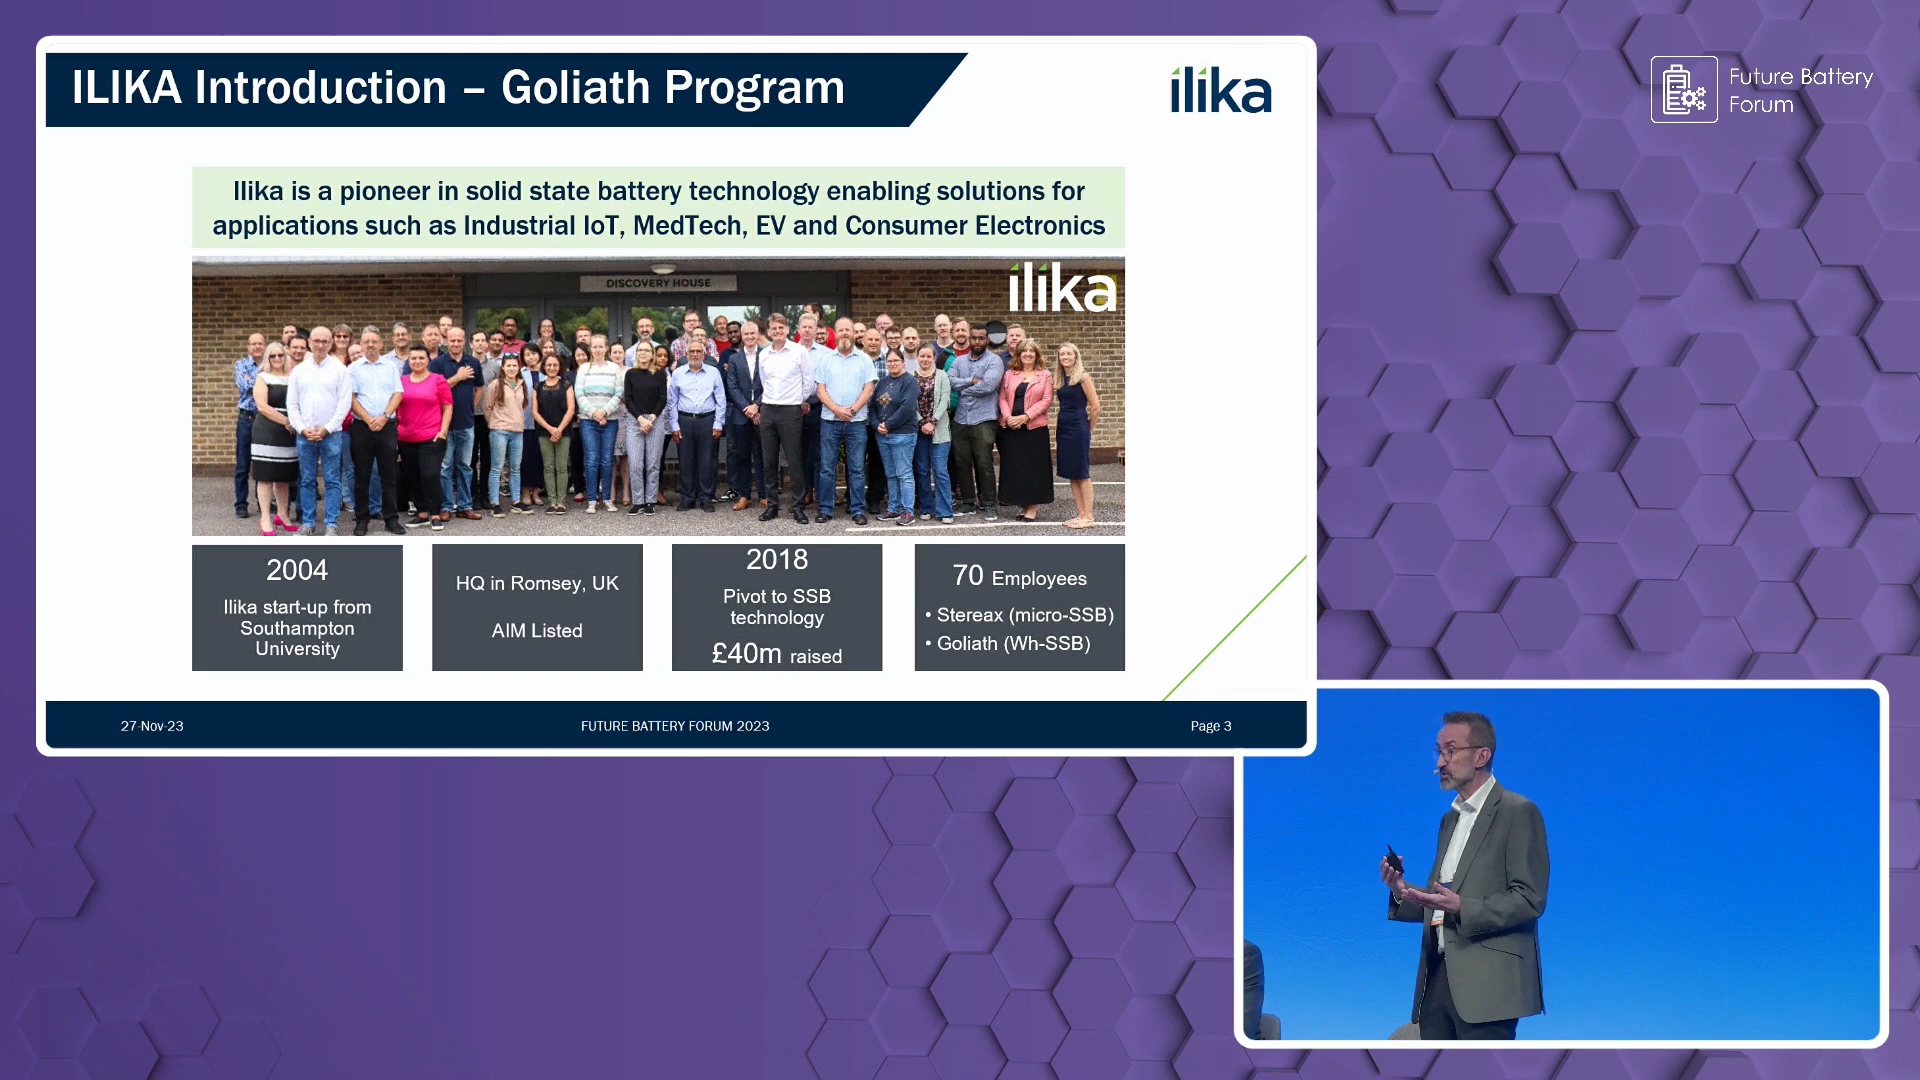 ILIKA Introduction – Goliath Program
ilika
Future Battery
Forum
Ilika is a pioneer in solid state battery technology enabling solutions for
applications such as Industrial IoT, MedTech, EV and Consumer Electronics
DISCOVERY HOUSE
ilika
2004
Ilika start-up from
Southampton
University
HQ in Romsey, UK
AIM Listed
2018
Pivot to SSB
technology
£40m raised
70 Employees
• Stereax (micro-SSB)
• Goliath (Wh-SSB)
27-Nov-23
FUTURE BATTERY FORUM 2023
Page 3